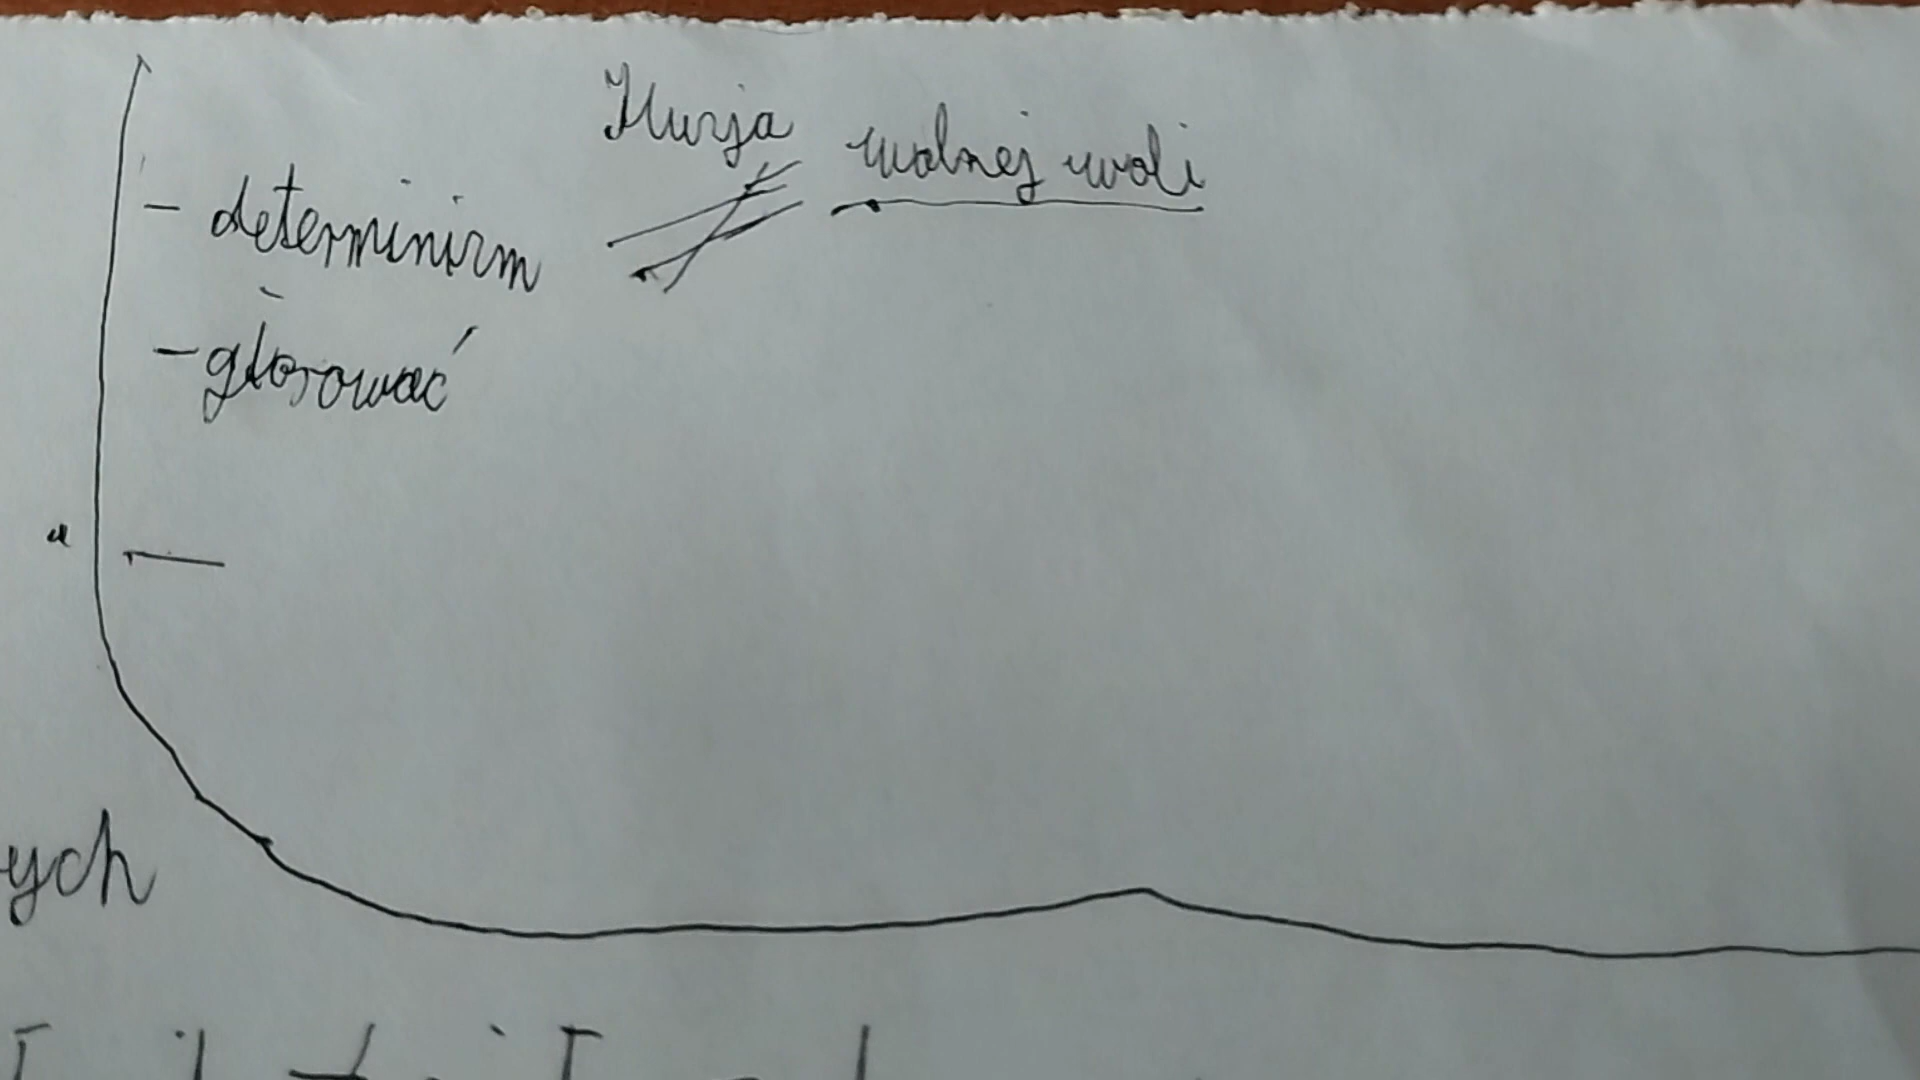 Iluzja wolnej woli
- determinizm
- głosować
ych